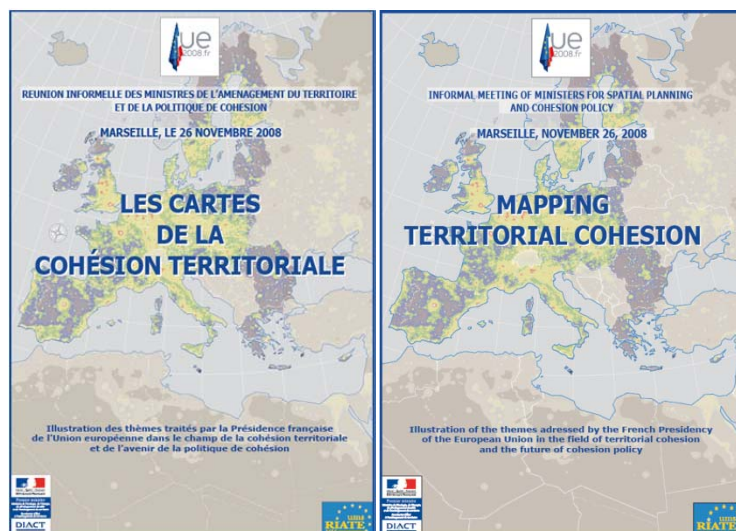 ue
2008.fr
REUNION INFORMELLE DES MINISTRES DE L'AMENAGEMENT DU TERRITOIRE
ET DE LA POLITIQUE DE COHESION
MARSEILLE, LE 26 NOVEMBRE 2008
LES CARTES
DE LA
COHÉSION TERRITORIALE
Illustration des thèmes traités par la Présidence française
de l'Union européenne dans le champ de la cohésion territoriale
et de l'avenir de la politique de cohésion
DIACT
ums
RIATE
ue
2008.fr
INFORMAL MEETING OF MINISTERS FOR SPATIAL PLANNING
AND COHESION POLICY
MARSEILLE, NOVEMBER 26, 2008
MAPPING
TERRITORIAL COHESION
Illustration of the themes adressed by the French Presidency
of the European Union in the field of territorial cohesion
and the future of cohesion policy
DIACT
ums
RIATE